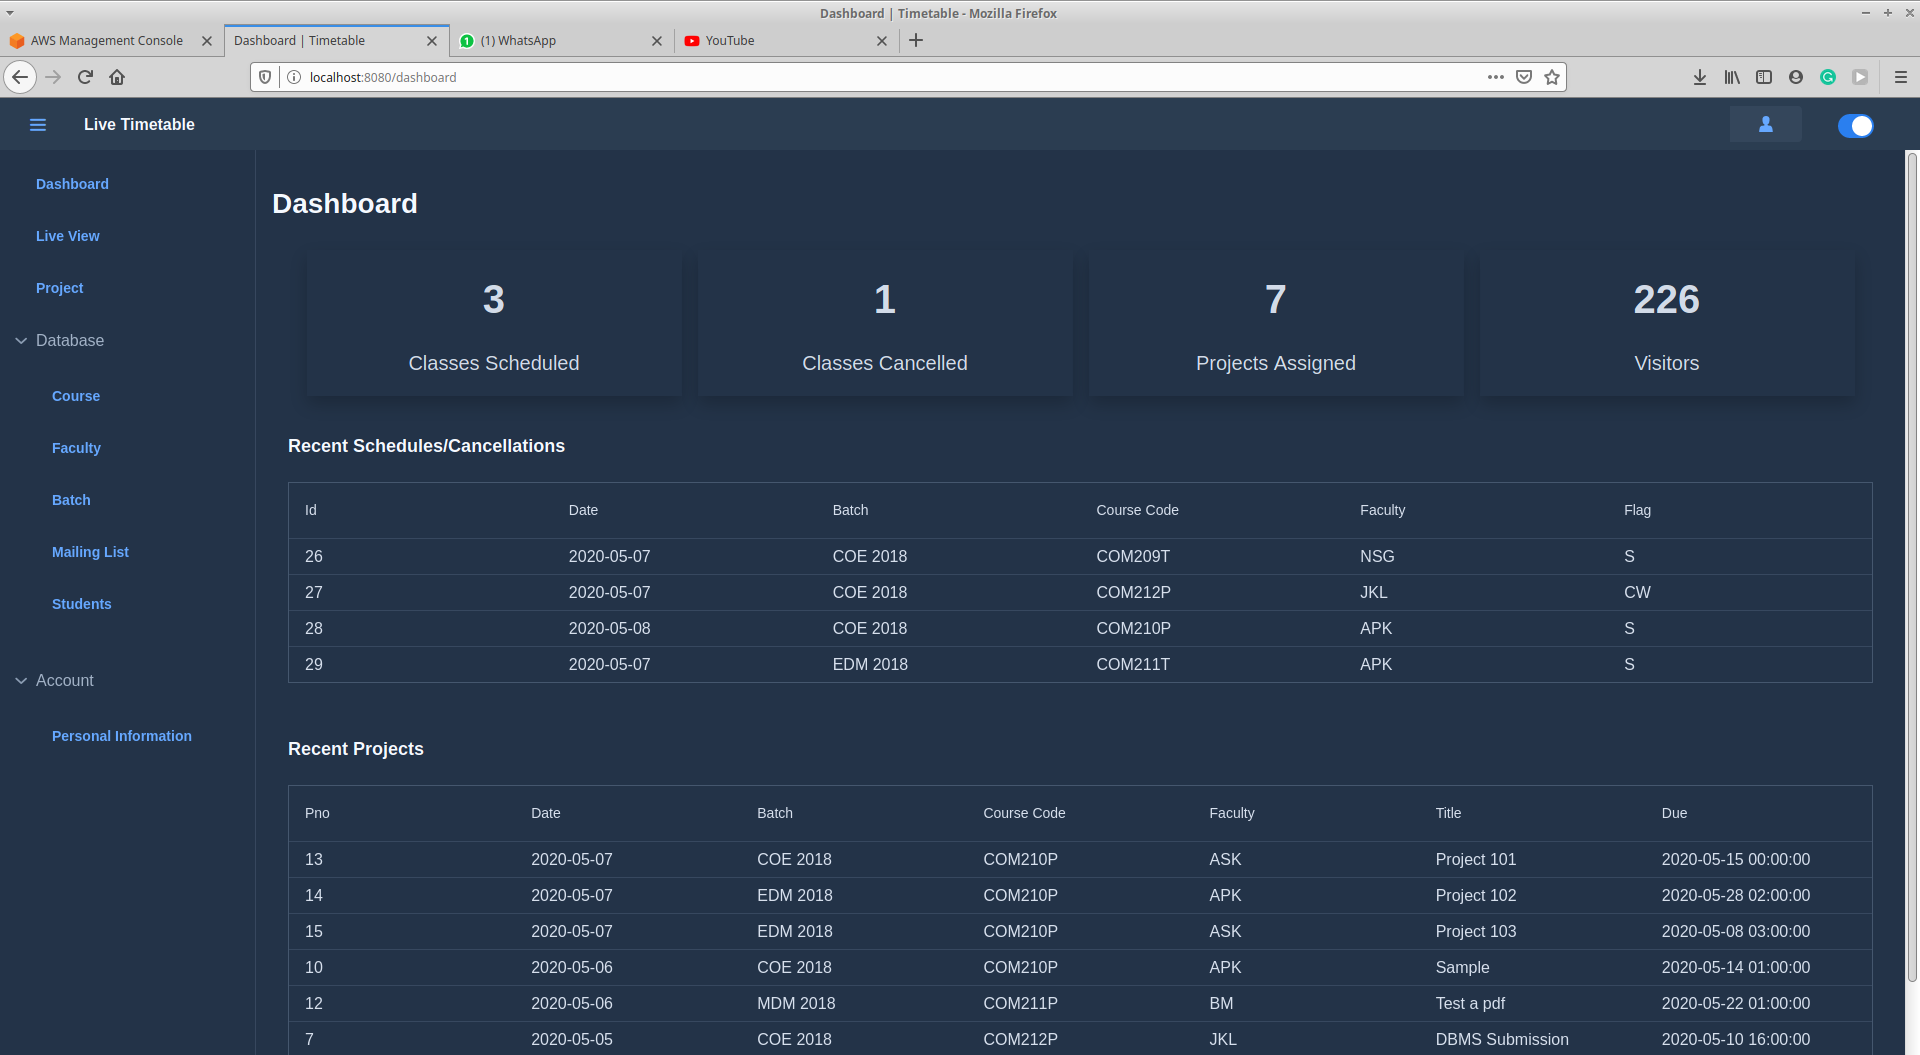 Dashboard | Timetable - Mozilla Firefox
AWS Management Console
Dashboard | Timetable
1 (1) WhatsApp
YouTube
localhost:8080/dashboard
Live Timetable
Dashboard
Live View
Project
Database
Course
Faculty
Batch
Mailing List
Students
Account
Personal Information
Dashboard
3
Classes Scheduled
1
Classes Cancelled
7
Projects Assigned
226
Visitors
Recent Schedules/Cancellations
Id Date Batch Course Code Faculty Flag
26 2020-05-07 COE 2018 COM209T NSG S
27 2020-05-07 COE 2018 COM212P JKL CW
28 2020-05-08 COE 2018 COM210P APK S
29 2020-05-07 EDM 2018 COM211T APK S
Recent Projects
Pno Date Batch Course Code Faculty Title Due
13 2020-05-07 COE 2018 COM210P ASK Project 101 2020-05-15 00:00:00
14 2020-05-07 EDM 2018 COM210P APK Project 102 2020-05-28 02:00:00
15 2020-05-07 EDM 2018 COM210P ASK Project 103 2020-05-08 03:00:00
10 2020-05-06 COE 2018 COM210P APK Sample 2020-05-14 01:00:00
12 2020-05-06 MDM 2018 COM211P BM Test a pdf 2020-05-22 01:00:00
7 2020-05-05 COE 2018 COM212P JKL DBMS Submission 2020-05-10 16:00:00